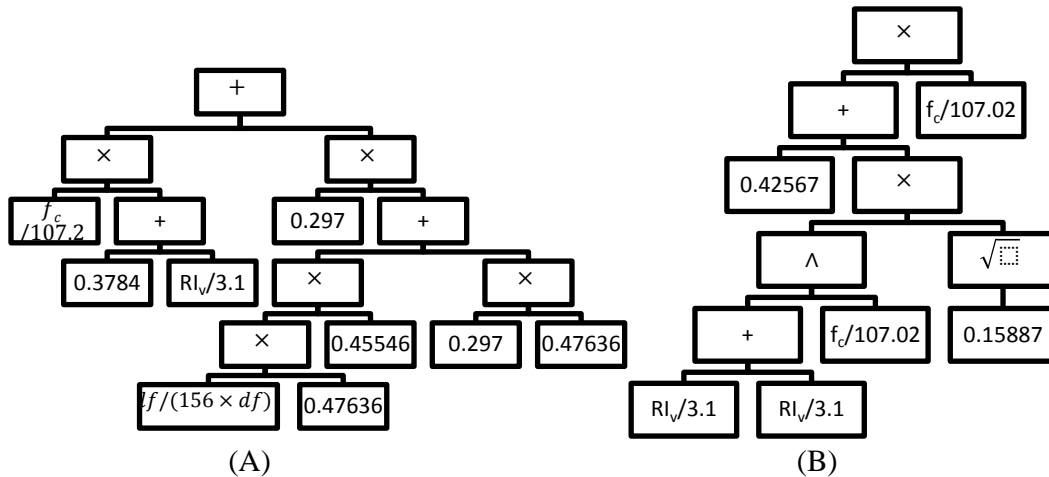 +
×
×
f_c
/107.2
+
0.297
+
0.3784
RI_v/3.1
×
×
×
0.45546
0.297
0.47636
lf/(156 × df)
0.47636
(A)
×
+
f_c/107.02
0.42567
×
^
√
+
f_c/107.02
0.15887
RI_v/3.1
RI_v/3.1
(B)